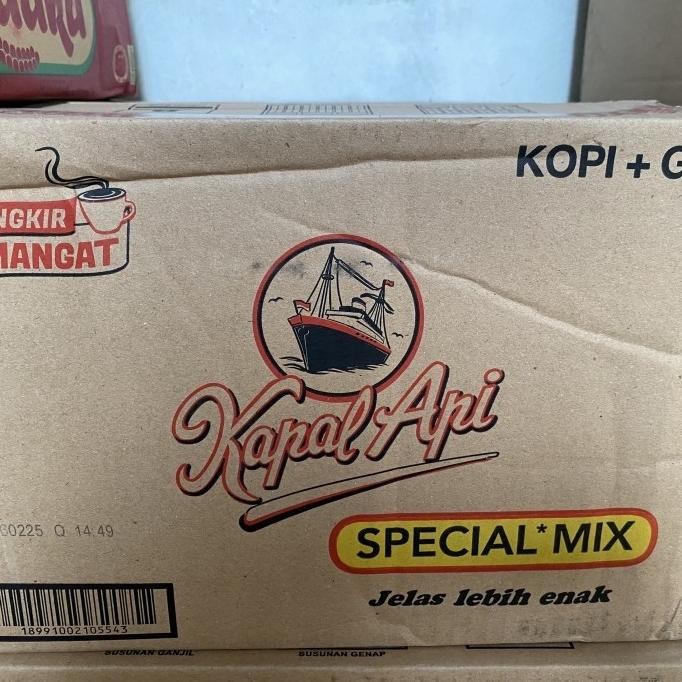 KOPI + G
NGKIR
MANGAT
Kapal Api
SPECIAL* MIX
Jelas lebih enak
60225 Q 14:49
18991002105543
SUSUNAN GANJIL
SUSUNAN GENAP